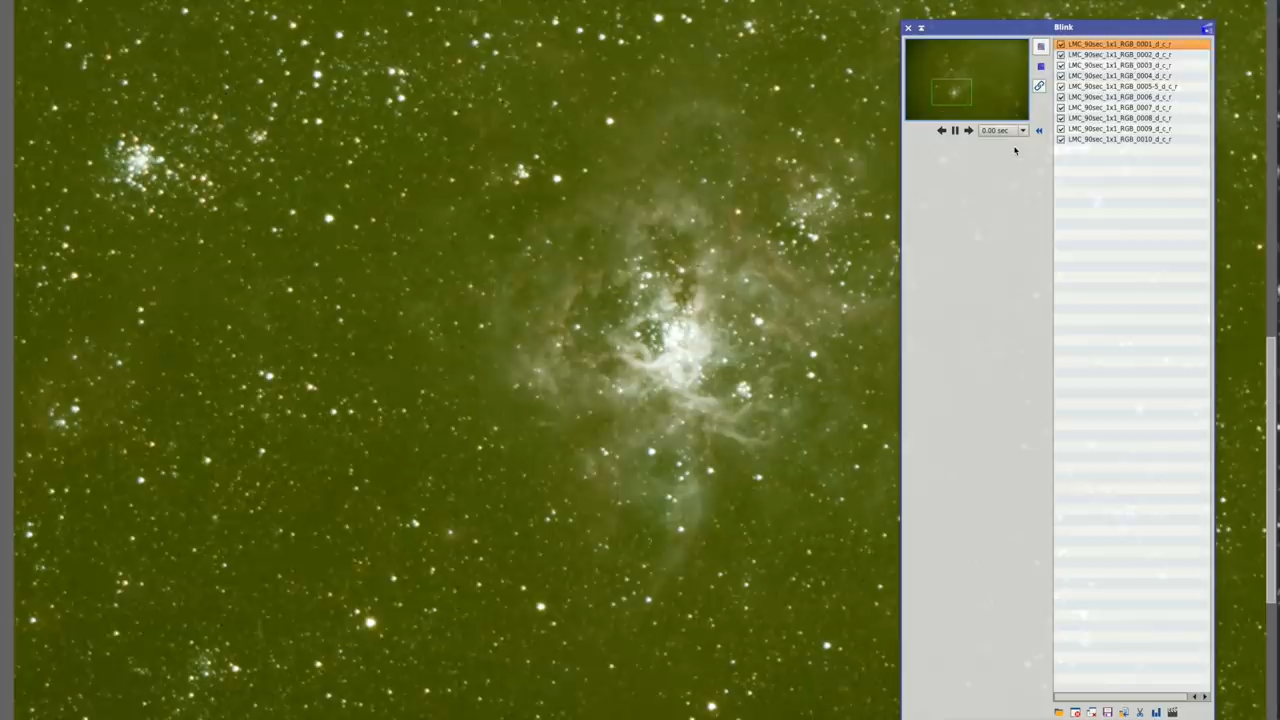 Blink
LMC_90sec_1x1_RGB_0001_d_c_r
LMC_90sec_1x1_RGB_0002_d_c_r
LMC_90sec_1x1_RGB_0003_d_c_r
LMC_90sec_1x1_RGB_0004_d_c_r
LMC_90sec_1x1_RGB_0005-5_d_c_r
LMC_90sec_1x1_RGB_0006_d_c_r
LMC_90sec_1x1_RGB_0007_d_c_r
LMC_90sec_1x1_RGB_0008_d_c_r
LMC_90sec_1x1_RGB_0009_d_c_r
LMC_90sec_1x1_RGB_0010_d_c_r
0.00 sec